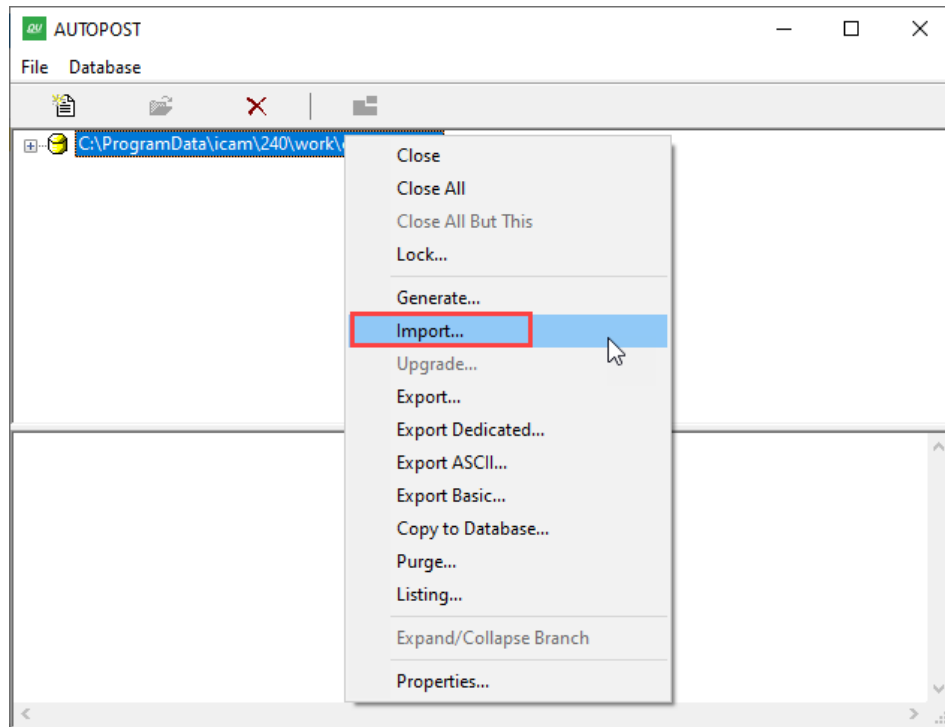 QU AUTOPOST
File Database
C:\ProgramData\icam\240\work\
Close
Close All
Close All But This
Lock...
Generate...
Import...
Upgrade...
Export...
Export Dedicated...
Export ASCII...
Export Basic...
Copy to Database...
Purge...
Listing...
Expand/Collapse Branch
Properties...